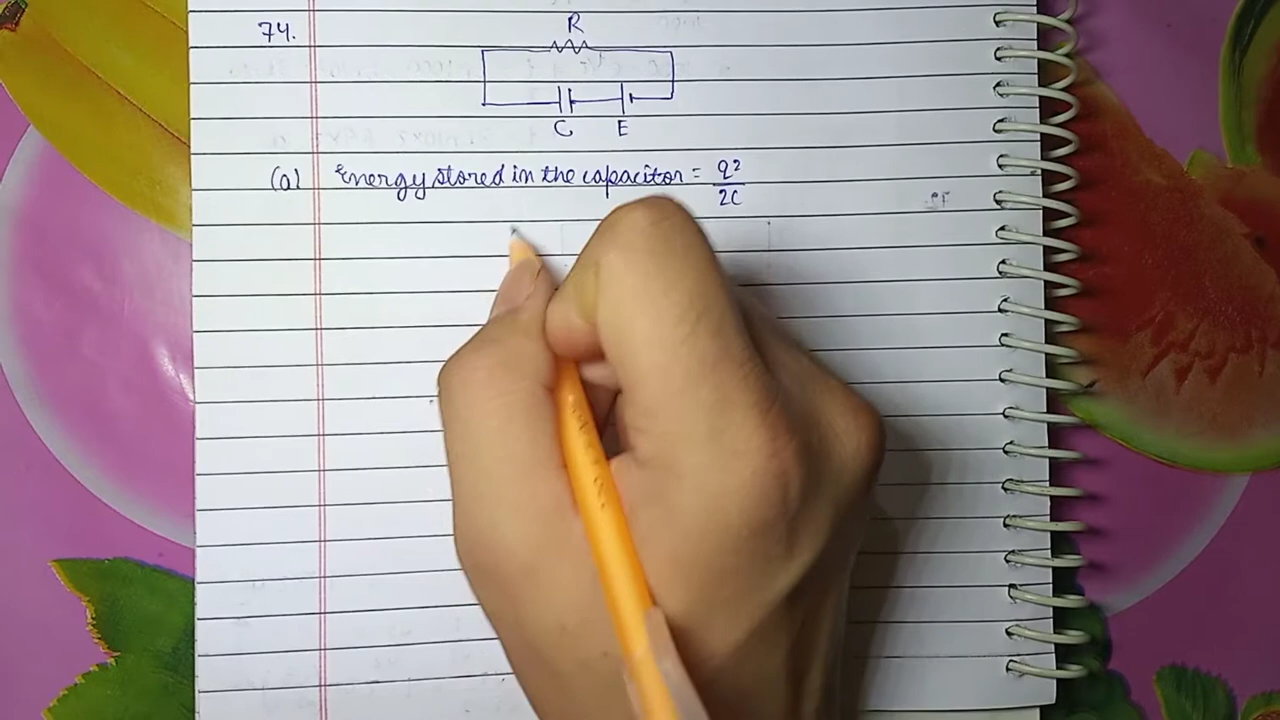 74.
R
C E
(a) Energy stored in the capacitor = q²/2C